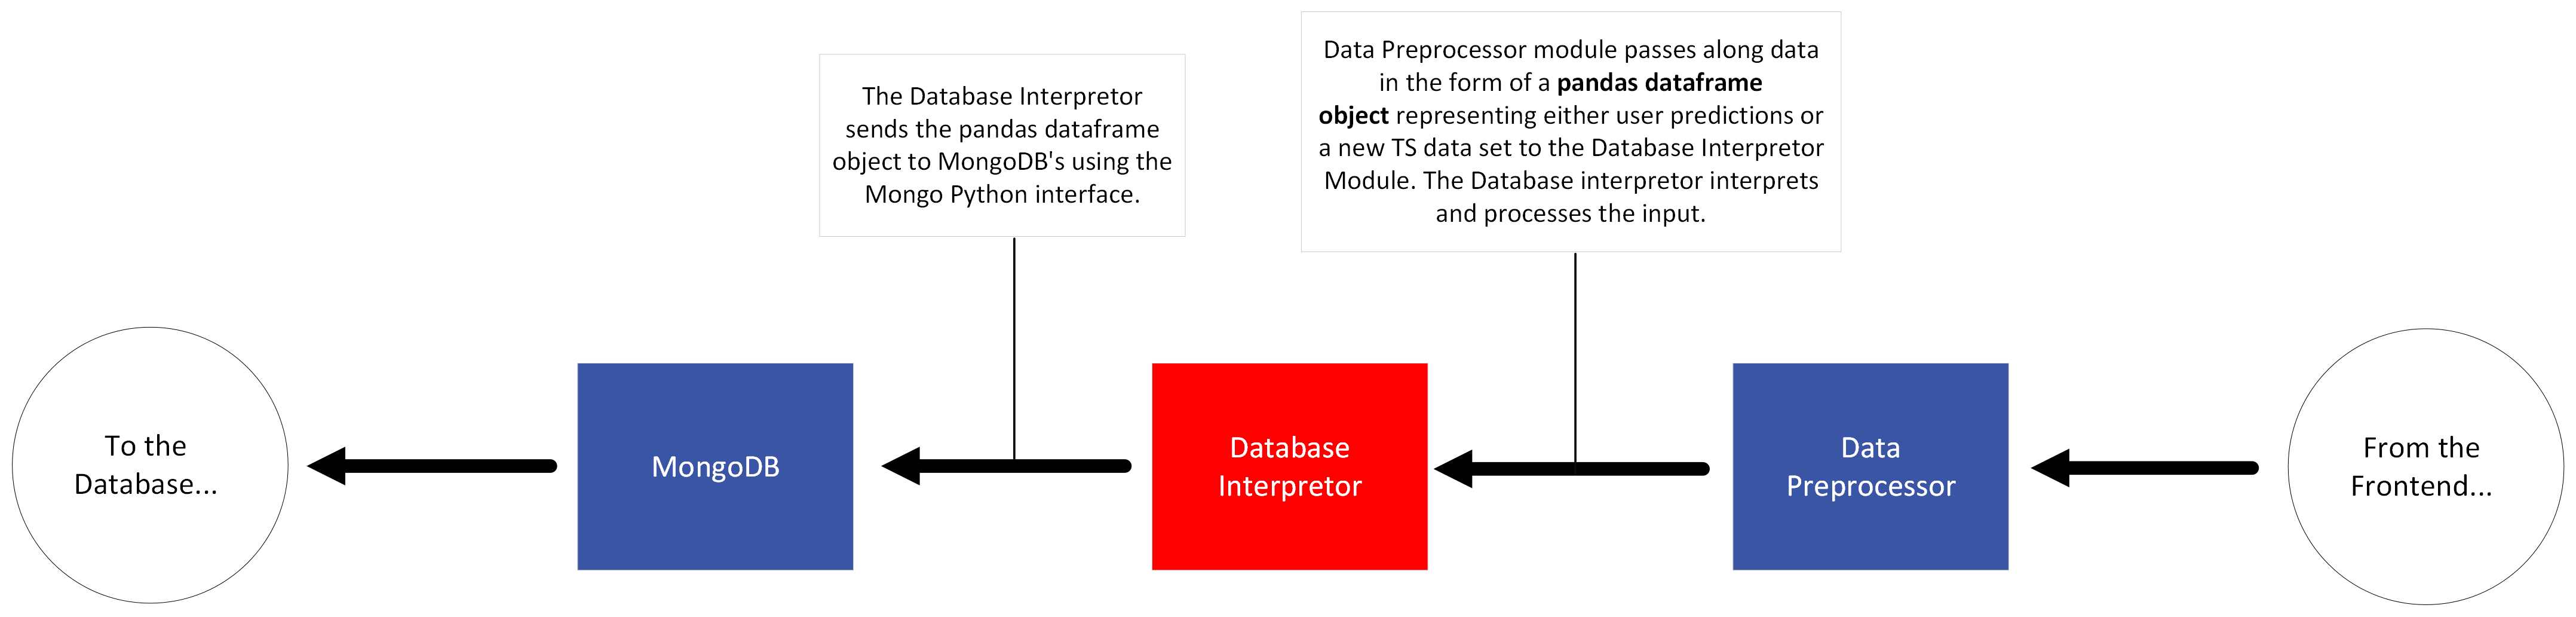 The Database Interpretor
sends the pandas dataframe
object to MongoDB's using the
Mongo Python interface.
Data Preprocessor module passes along data
in the form of a pandas dataframe
object representing either user predictions or
a new TS data set to the Database Interpretor
Module. The Database interpretor interprets
and processes the input.
To the
Database...
MongoDB
Database
Interpretor
Data
Preprocessor
From the
Frontend...